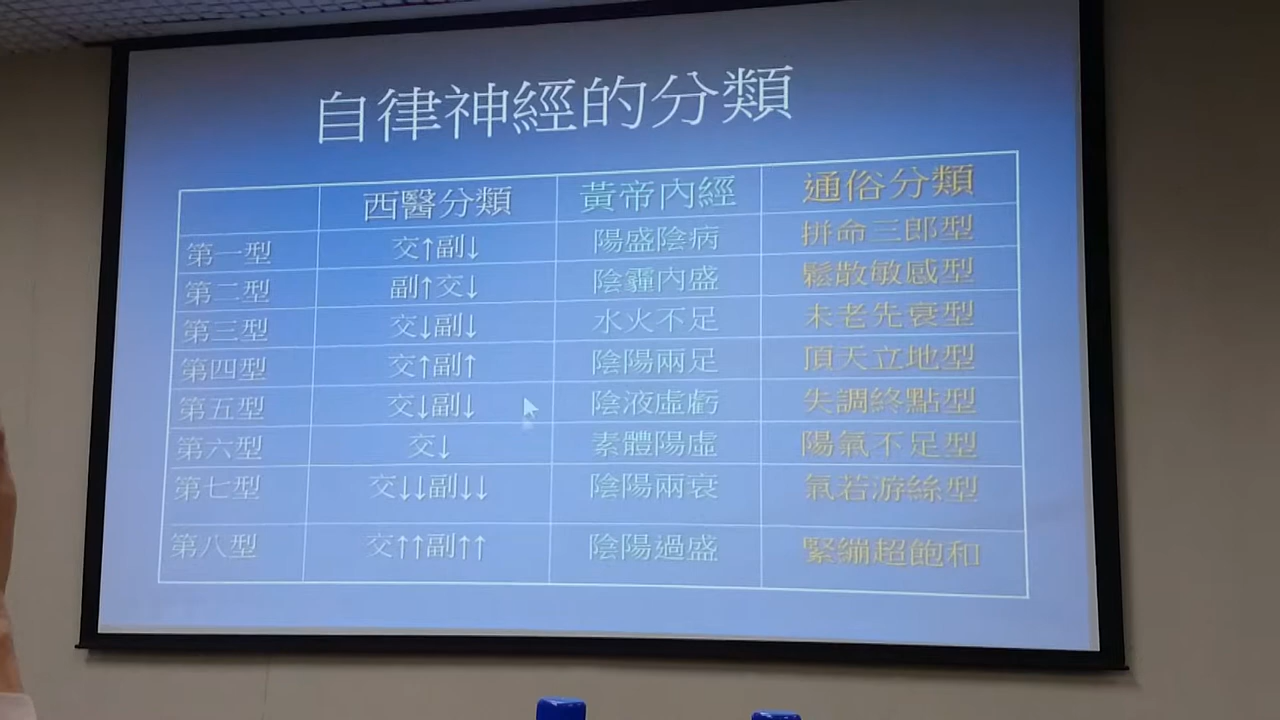 自律神經的分類
西醫分類 黃帝內經 通俗分類
第一型 交↑副↓ 陽盛陰病 拼命三郎型
第二型 副↑交↓ 陰霾內盛 鬆散敏感型
第三型 交↓副↓ 水火不足 未老先衰型
第四型 交↑副↑ 陰陽兩足 頂天立地型
第五型 交↓副↓ 陰液虛虧 失調終點型
第六型 交↓ 素體陽虛 陽氣不足型
第七型 交↓↓副↓↓ 陰陽兩衰 氣若游絲型
第八型 交↑↑副↑↑ 陰陽過盛 緊繃超飽和